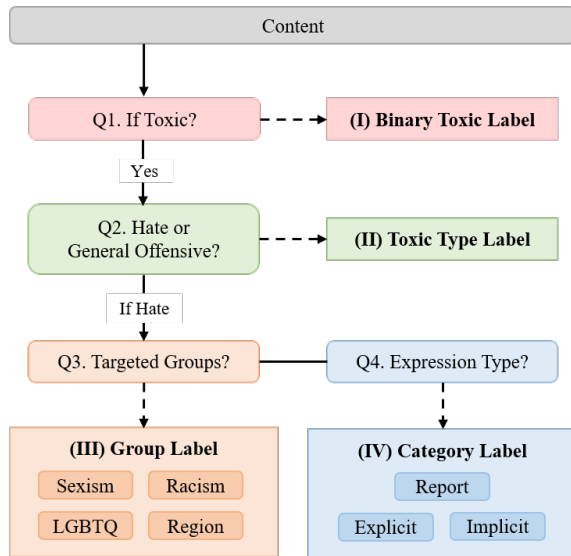 Content
Q1. If Toxic?
(I) Binary Toxic Label
Yes
Q2. Hate or
General Offensive?
(II) Toxic Type Label
If Hate
Q3. Targeted Groups?
Q4. Expression Type?
(III) Group Label
Sexism
Racism
LGBTQ
Region
(IV) Category Label
Report
Explicit
Implicit